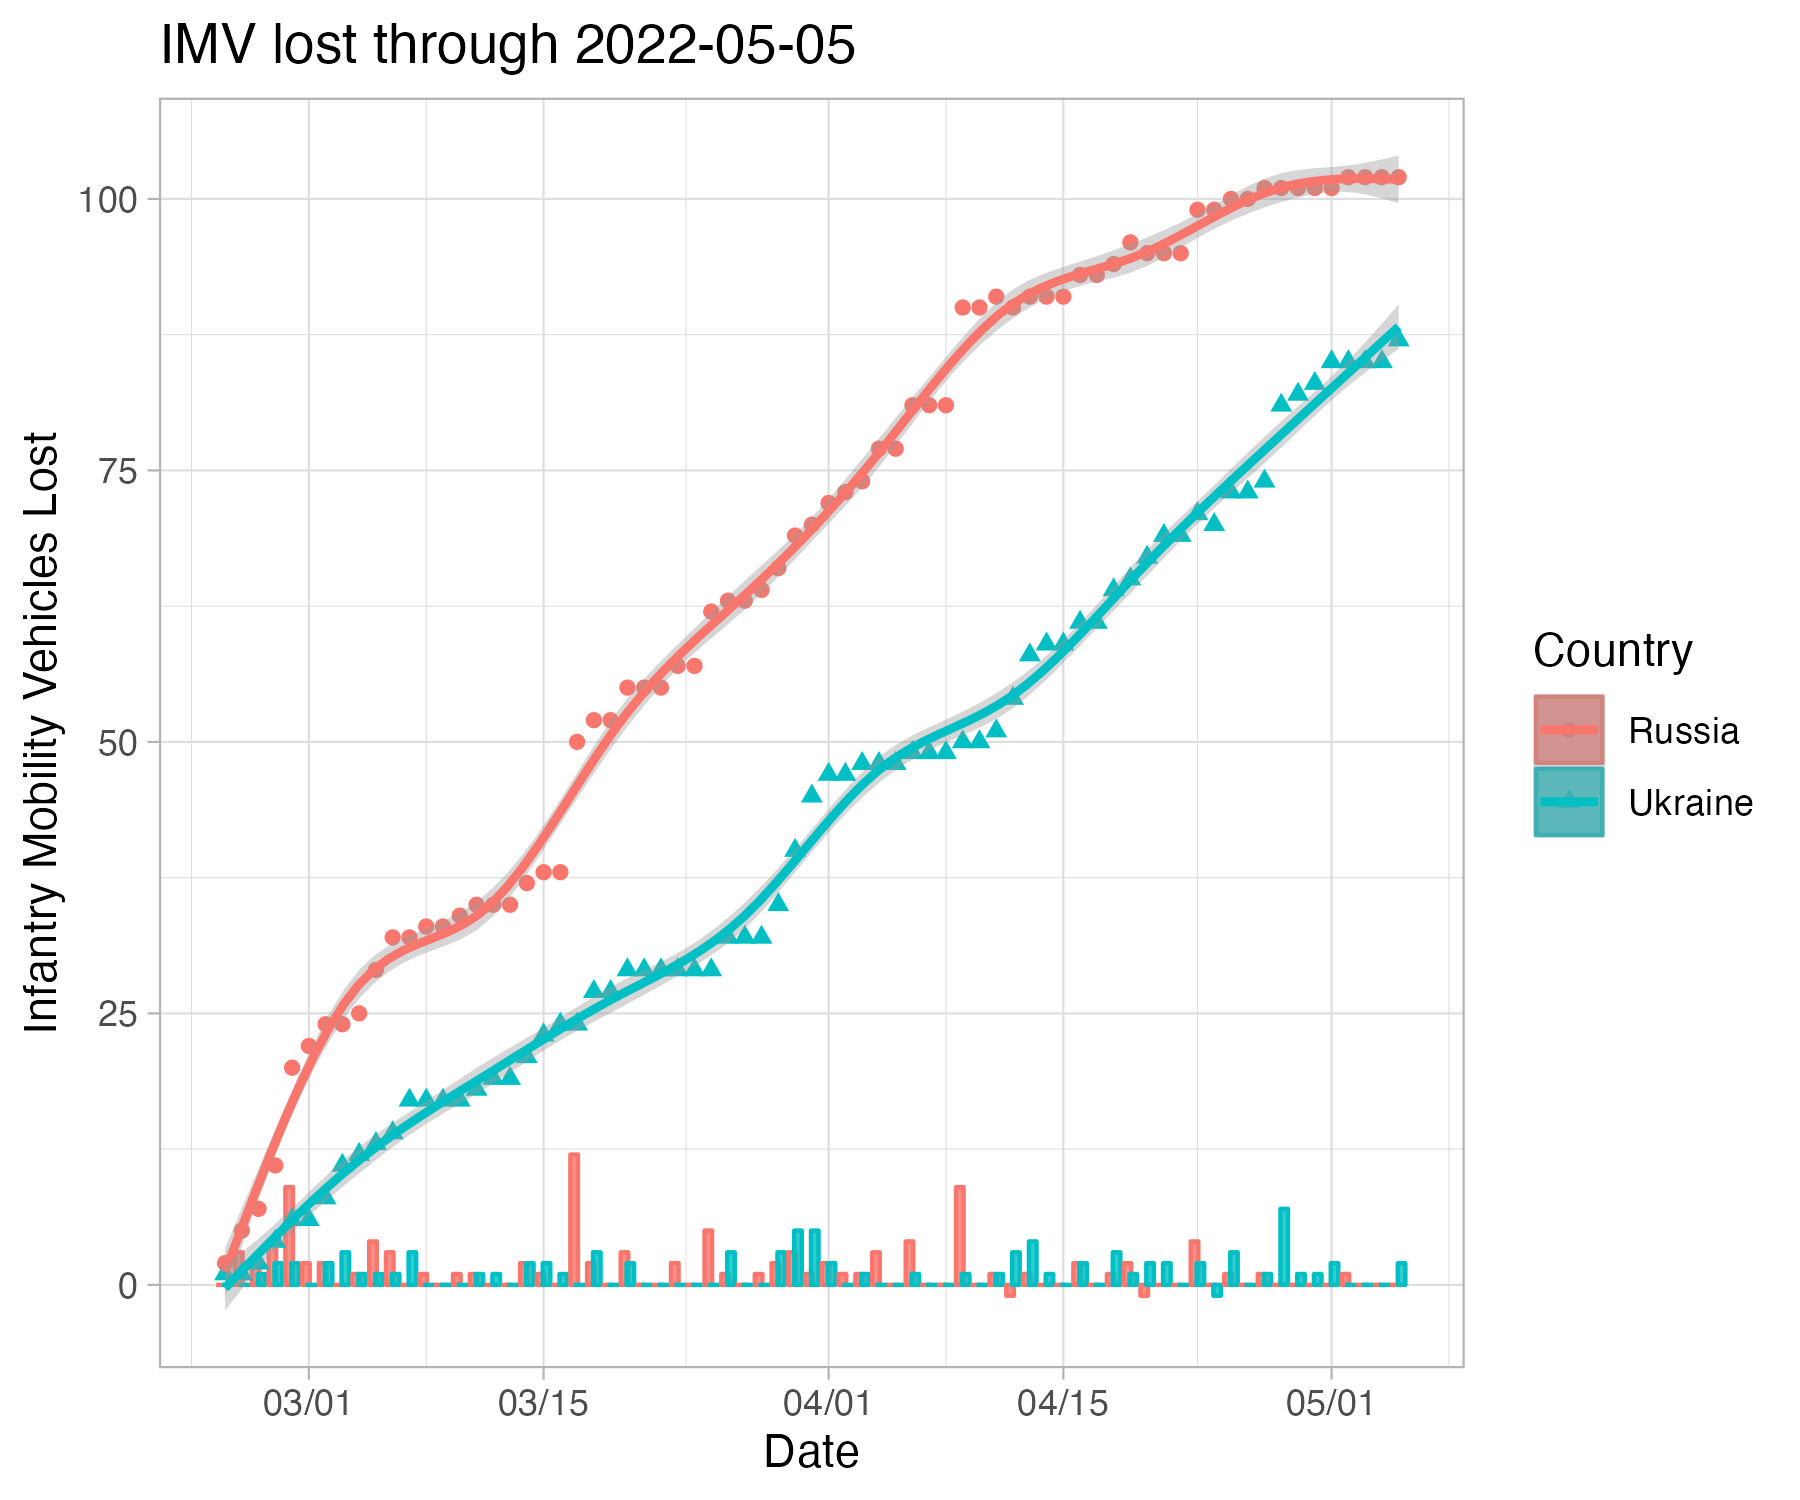 IMV lost through 2022-05-05
Infantry Mobility Vehicles Lost
100
75
50
25
0
03/01
03/15
04/01
04/15
05/01
Date
Country
Russia
Ukraine